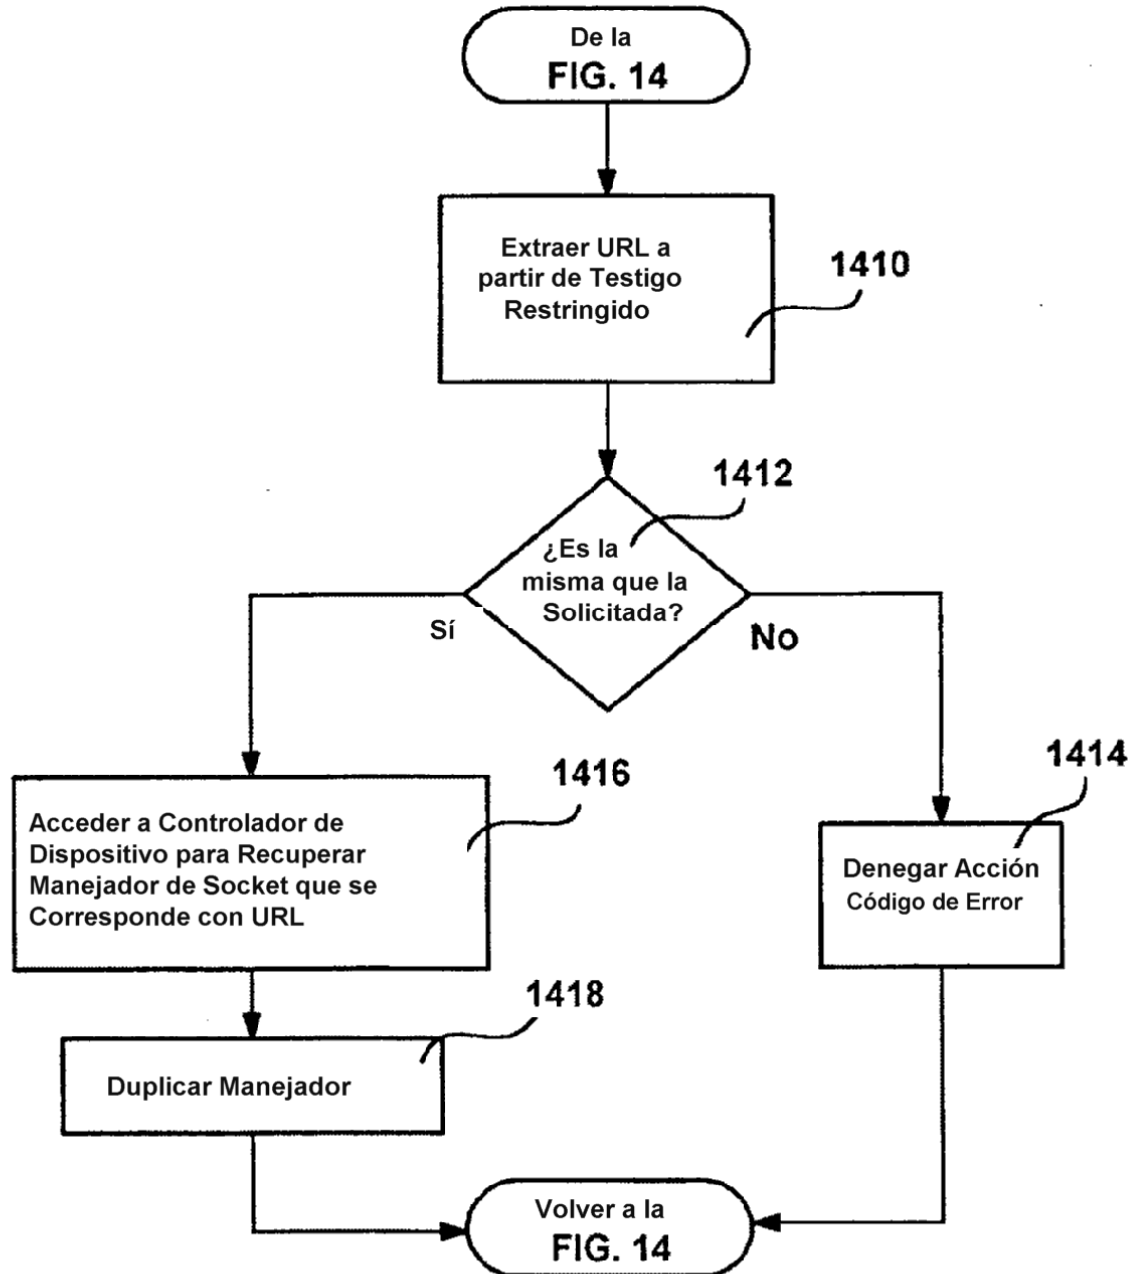 De la
FIG. 14
Extraer URL a
partir de Testigo
Restringido
1410
1412
¿Es la
misma que la
Solicitada?
Sí
No
1416
Acceder a Controlador de
Dispositivo para Recuperar
Manejador de Socket que se
Corresponde con URL
1414
Denegar Acción
Código de Error
1418
Duplicar Manejador
Volver a la
FIG. 14